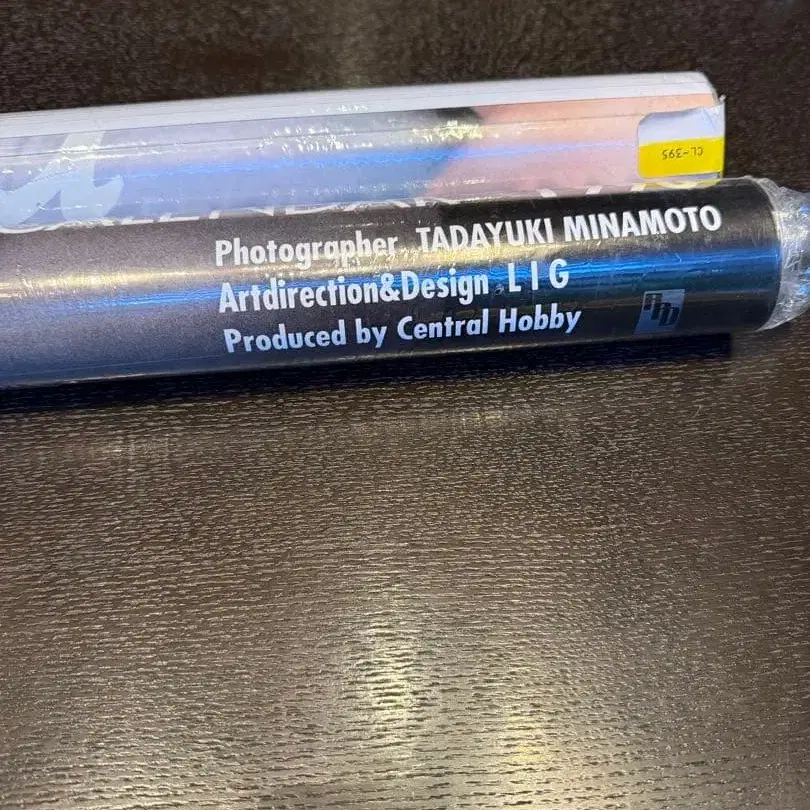 CL-395
Photographer TADAYUKI MINAMOTO
Artdirection&Design L I G
Produced by Central Hobby